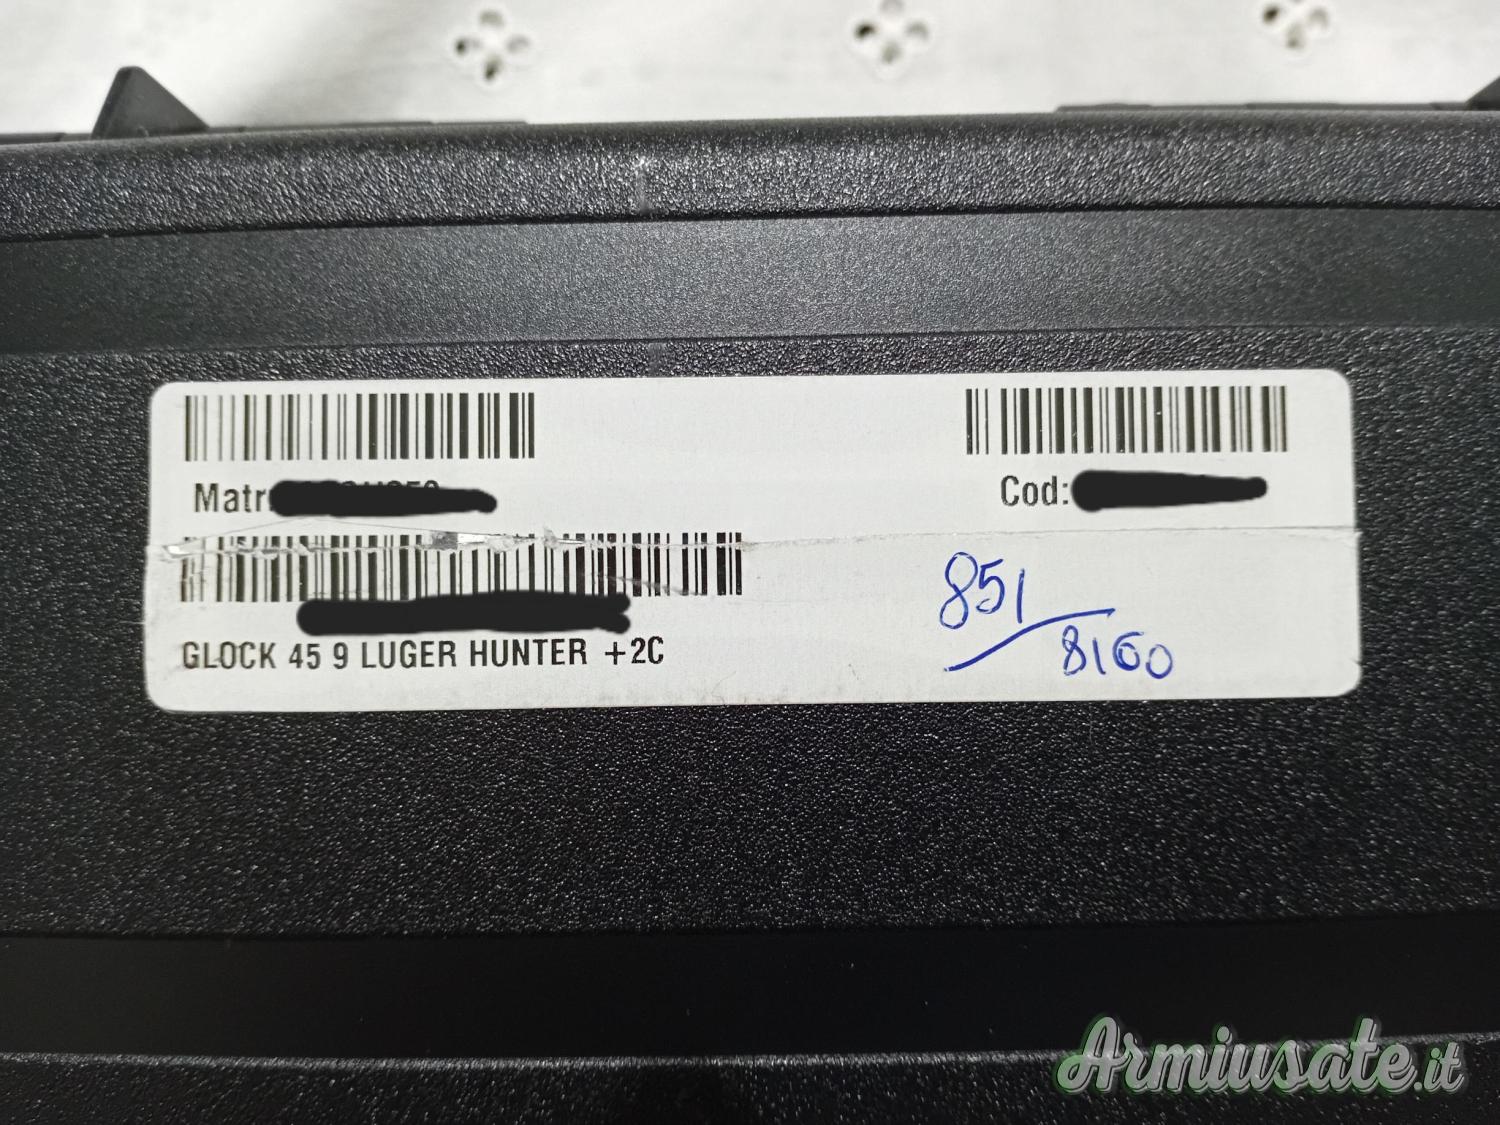 Matr:
Cod:
GLOCK 45 9 LUGER HUNTER +2C
851
8160
Armiusate.it